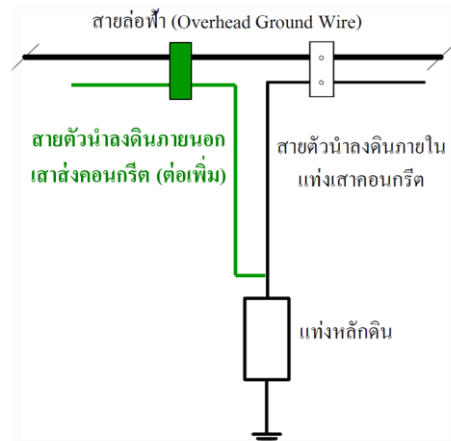 สายล่อฟ้า (Overhead Ground Wire)
สายตัวนำลงดินภายนอก
เสาส่งคอนกรีต (ต่อเพิ่ม)
สายตัวนำลงดินภายใน
แท่งเสาคอนกรีต
แท่งหลักดิน